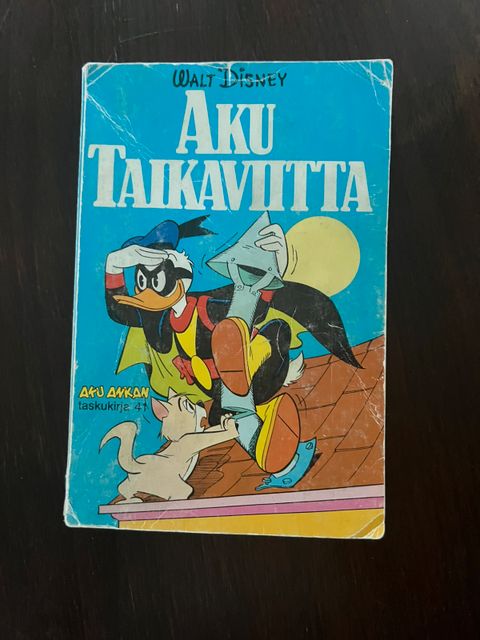 WALT DISNEY
AKU
TAIKAVIITTA
AKU ANKAN
taskukirja 41